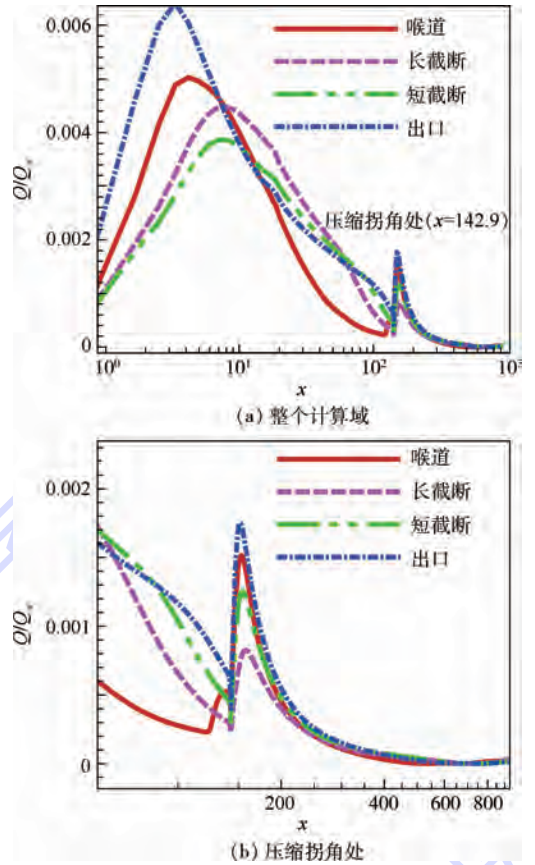 0.006
0.004
0.002
0
Q/Q∞
喉道
长截断
短截断
出口
压缩拐角处(x=142.9)
10⁰
10¹
10²
10³
x
(a) 整个计算域
0.002
0.001
0
Q/Q∞
喉道
长截断
短截断
出口
200
400
600
800
x
(b) 压缩拐角处